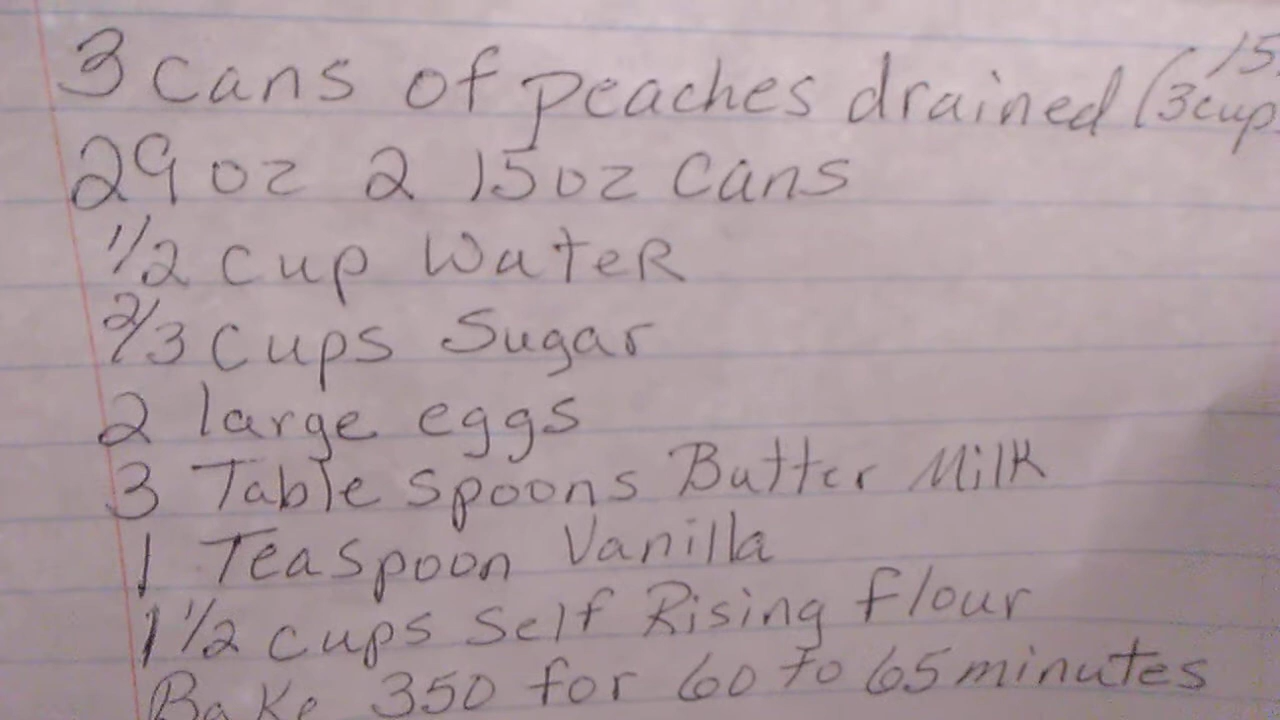 3 cans of peaches drained (3cup 15
29 oz 2 15oz cans
1/2 cup Water
2/3 cups Sugar
2 large eggs
3 Table spoons Butter Milk
1 Teaspoon Vanilla
1 1/2 cups Self Rising flour
Bake 350 for 60 to 65 minutes